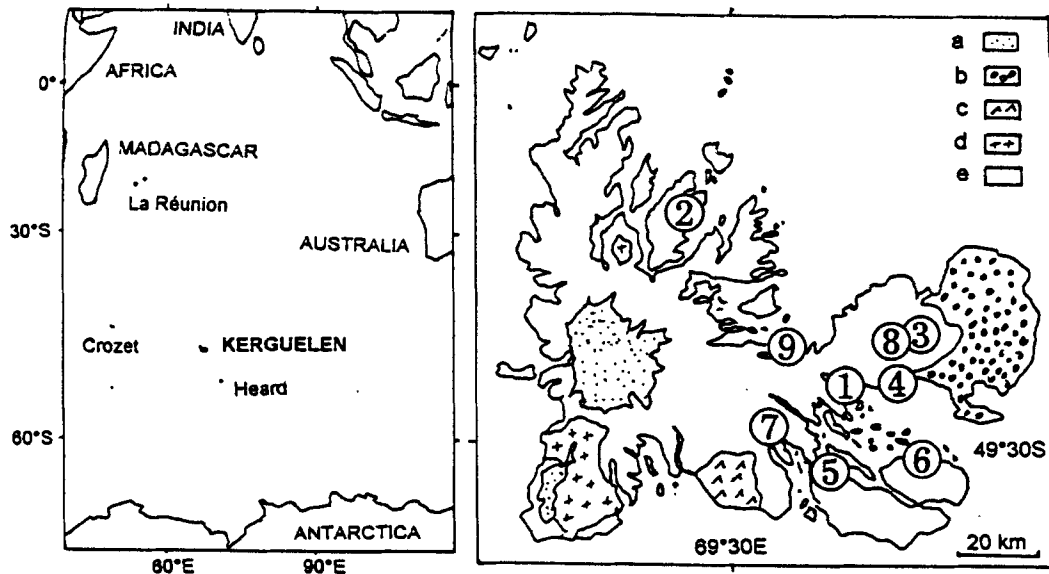 INDIA
AFRICA
0°
MADAGASCAR
La Réunion
30°S
AUSTRALIA
Crozet
KERGUELEN
Heard
60°S
ANTARCTICA
60°E
90°E
a
b
c
d
e
2
3
8
9
1
4
7
6
5
49°30S
69°30E
20 km